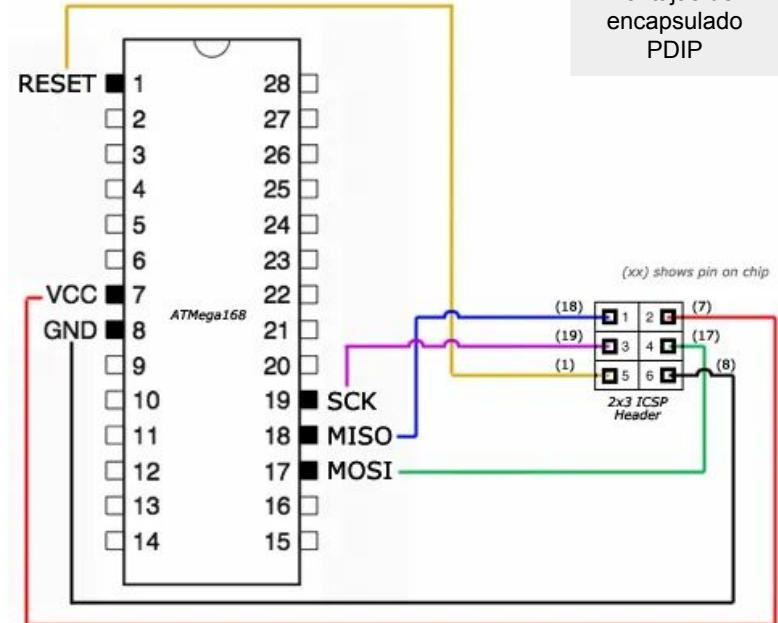 encapsulado
PDIP
RESET 1 28
2 27
3 26
4 25
5 24
6 23
VCC 7 22
GND 8 21
9 20
10 19 SCK
11 18 MISO
12 17 MOSI
13 16
14 15
ATMega168
(xx) shows pin on chip
(18) 1 2 (7)
(19) 3 4 (17)
(1) 5 6 (8)
2x3 ICSP
Header